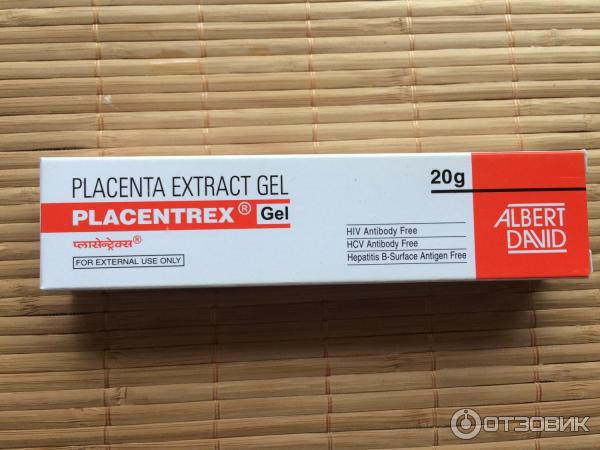 PLACENTA EXTRACT GEL
PLACENTREX® Gel
प्लासेन्ट्रेक्स®
FOR EXTERNAL USE ONLY
20g
HIV Antibody Free
HCV Antibody Free
Hepatitis B-Surface Antigen Free
ALBERT
DAVID
ОТЗОВИК